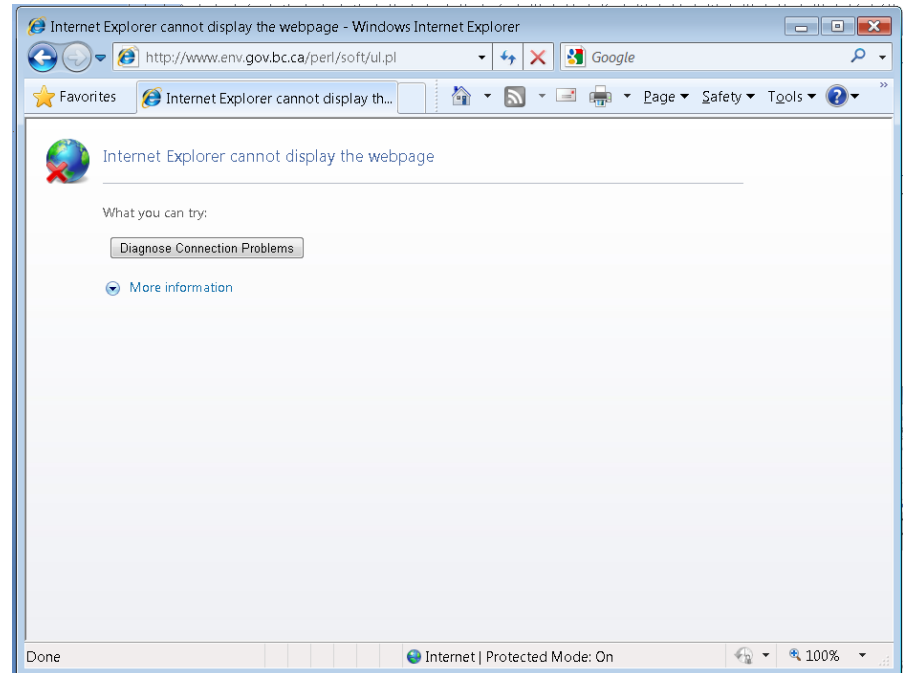 Internet Explorer cannot display the webpage - Windows Internet Explorer
http://www.env.gov.bc.ca/perl/soft/ul.pl Google
Favorites Internet Explorer cannot display th... Page Safety Tools »
Internet Explorer cannot display the webpage
What you can try:
Diagnose Connection Problems
More information
Done Internet | Protected Mode: On 100%